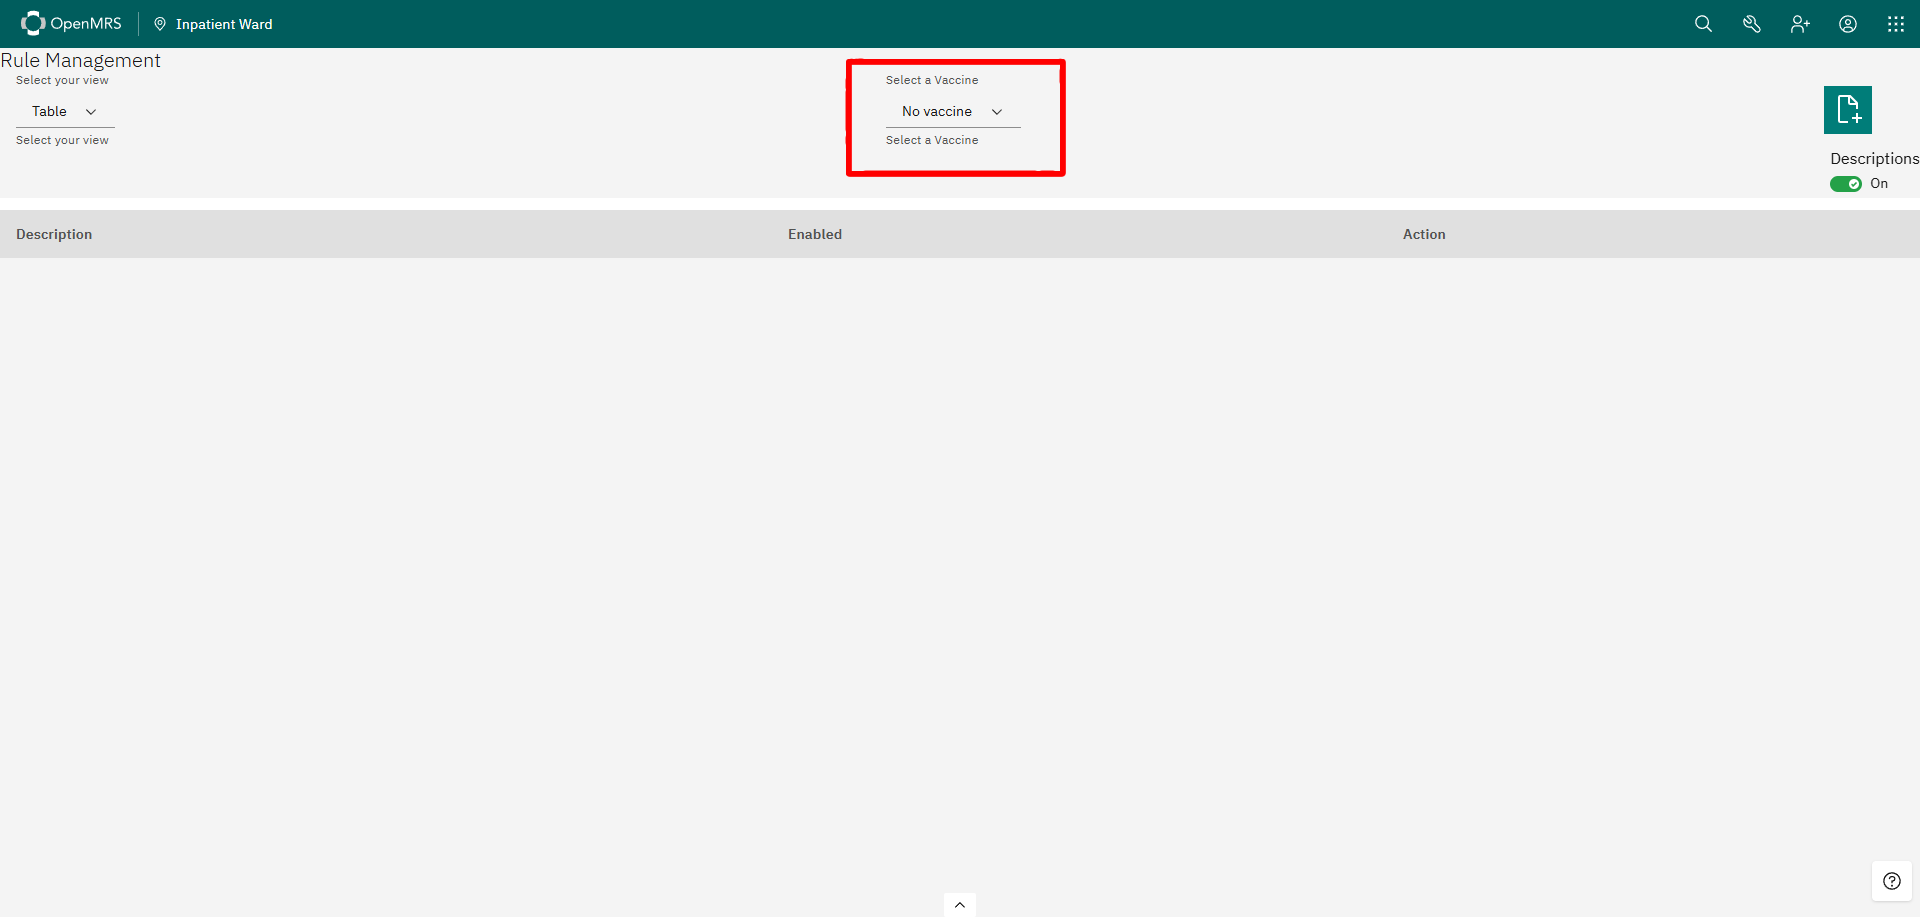 OpenMRS Inpatient Ward
Rule Management
Select your view
Table
Select your view
Select a Vaccine
No vaccine
Select a Vaccine
Descriptions
On
Description Enabled Action